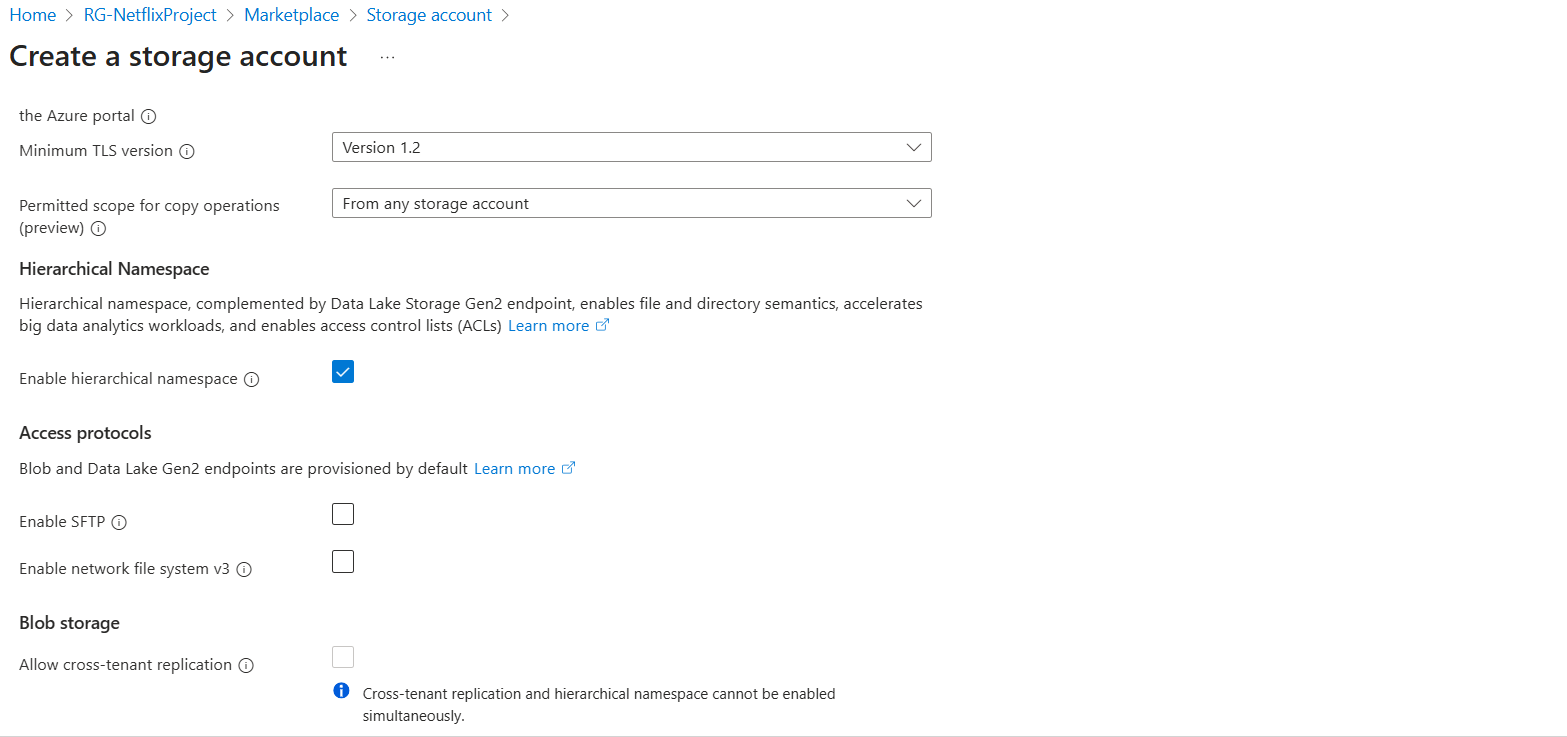 Home > RG-NetflixProject > Marketplace > Storage account >
Create a storage account ...
the Azure portal
Minimum TLS version
Version 1.2
Permitted scope for copy operations
(preview)
From any storage account
Hierarchical Namespace
Hierarchical namespace, complemented by Data Lake Storage Gen2 endpoint, enables file and directory semantics, accelerates
big data analytics workloads, and enables access control lists (ACLs) Learn more
Enable hierarchical namespace
Access protocols
Blob and Data Lake Gen2 endpoints are provisioned by default Learn more
Enable SFTP
Enable network file system v3
Blob storage
Allow cross-tenant replication
Cross-tenant replication and hierarchical namespace cannot be enabled
simultaneously.